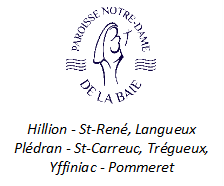 PAROISSE NOTRE-DAME
DE LA BAIE
Hillion - St-René, Langueux
Plédran - St-Carreuc, Trégueux,
Yffiniac - Pommeret